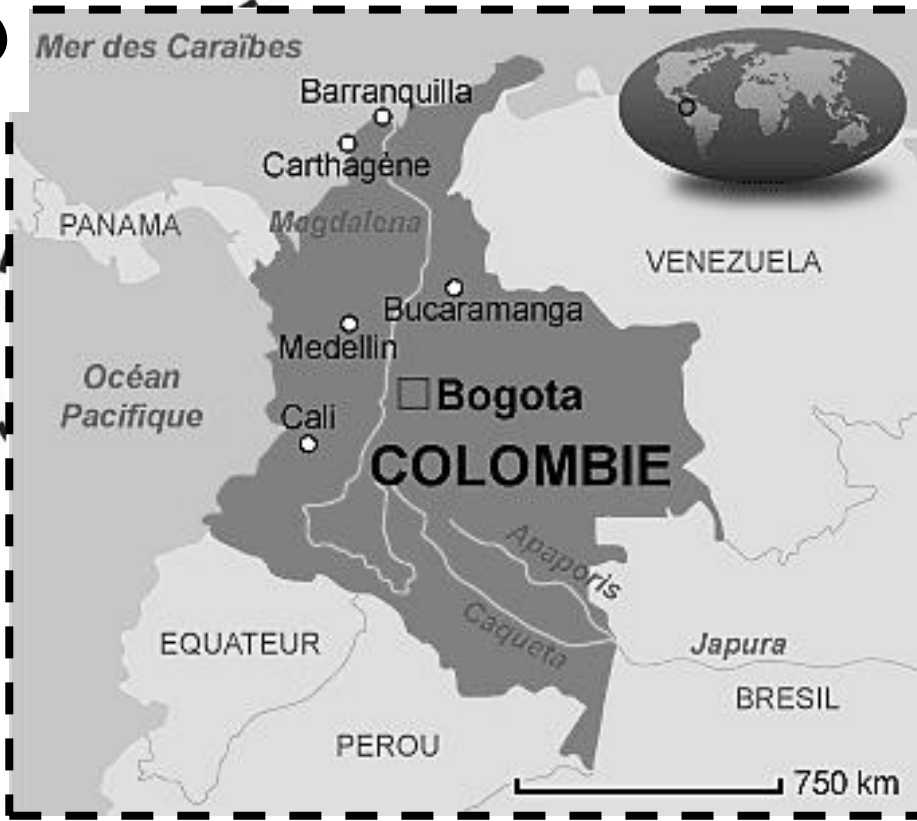 Mer des Caraïbes
Barranquilla
Carthagène
PANAMA
Magdalena
VENEZUELA
Bucaramanga
Medellin
Océan
Pacifique
Bogota
Cali
COLOMBIE
Apaporis
Caqueta
EQUATEUR
Japura
BRESIL
PEROU
750 km